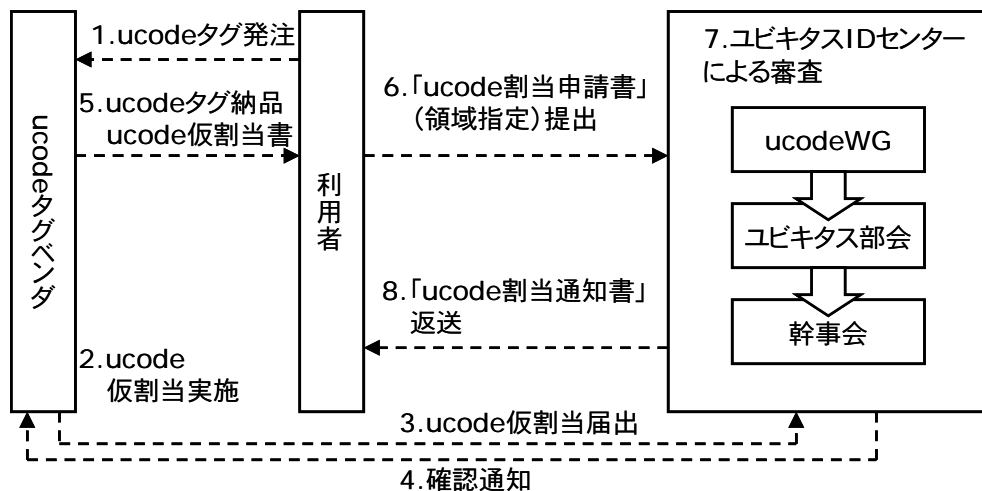 1.ucodeタグ発注
5.ucodeタグ納品
ucode仮割当書
ucodeタグベンダ
利用者
2.ucode
仮割当実施
6.「ucode割当申請書」
（領域指定）提出
8.「ucode割当通知書」
返送
7.ユビキタスIDセンター
による審査
ucodeWG
ユビキタス部会
幹事会
3.ucode仮割当届出
4.確認通知